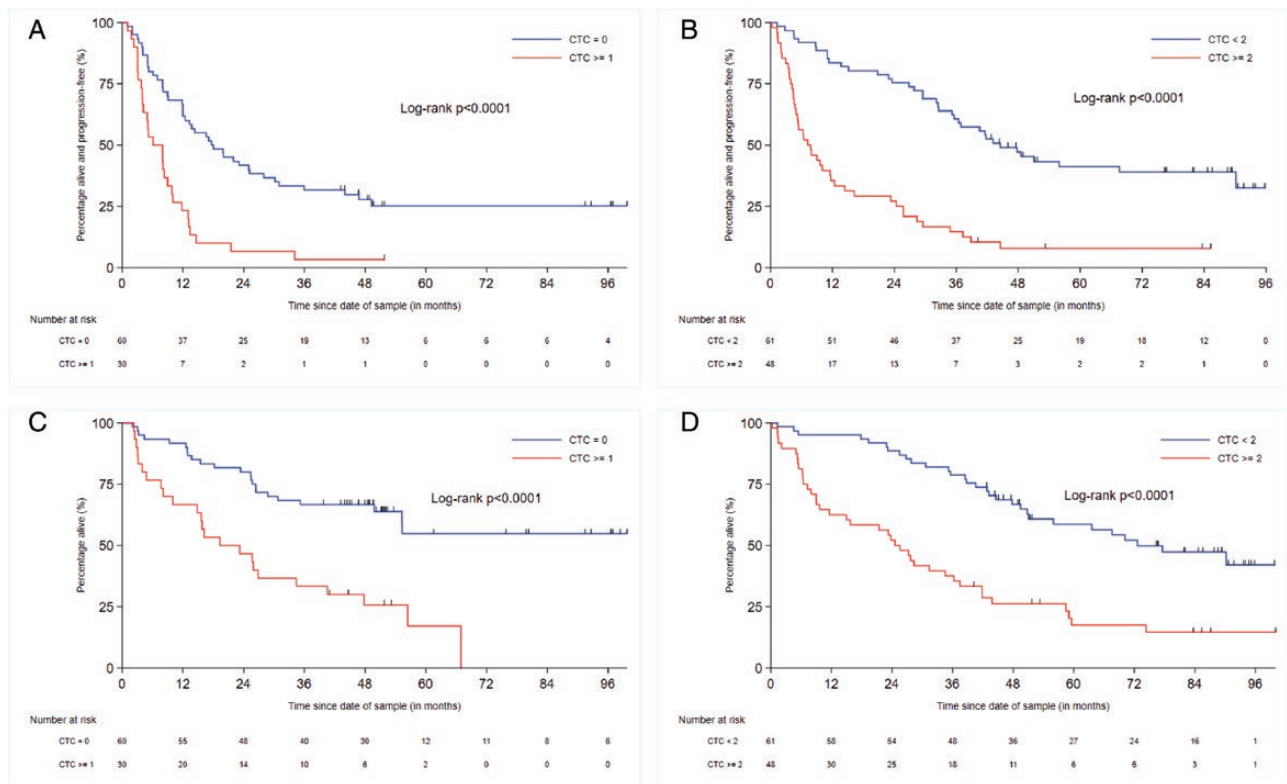 A
CTC = 0
CTC >= 1
Log-rank p<0.0001
Percentage alive and progression-free (%)
100
75
50
25
0
0 12 24 36 48 60 72 84 96
Time since date of sample (in months)
Number at risk
CTC = 0 60 37 25 19 13 6 6 6 4
CTC >= 1 30 7 2 1 1 0 0 0 0
B
CTC < 2
CTC >= 2
Log-rank p<0.0001
Percentage alive and progression-free (%)
100
75
50
25
0
0 12 24 36 48 60 72 84 96
Time since date of sample (in months)
Number at risk
CTC < 2 61 51 46 37 25 19 18 12 0
CTC >= 2 48 17 13 7 3 2 2 1 0
C
CTC = 0
CTC >= 1
Log-rank p<0.0001
Percentage alive (%)
100
75
50
25
0
0 12 24 36 48 60 72 84 96
Time since date of sample (in months)
Number at risk
CTC = 0 60 55 48 40 30 12 11 8 6
CTC >= 1 30 20 14 10 6 2 0 0 0
D
CTC < 2
CTC >= 2
Log-rank p<0.0001
Percentage alive (%)
100
75
50
25
0
0 12 24 36 48 60 72 84 96
Time since date of sample (in months)
Number at risk
CTC < 2 61 58 54 48 36 27 24 16 1
CTC >= 2 48 30 25 18 11 6 6 3 1